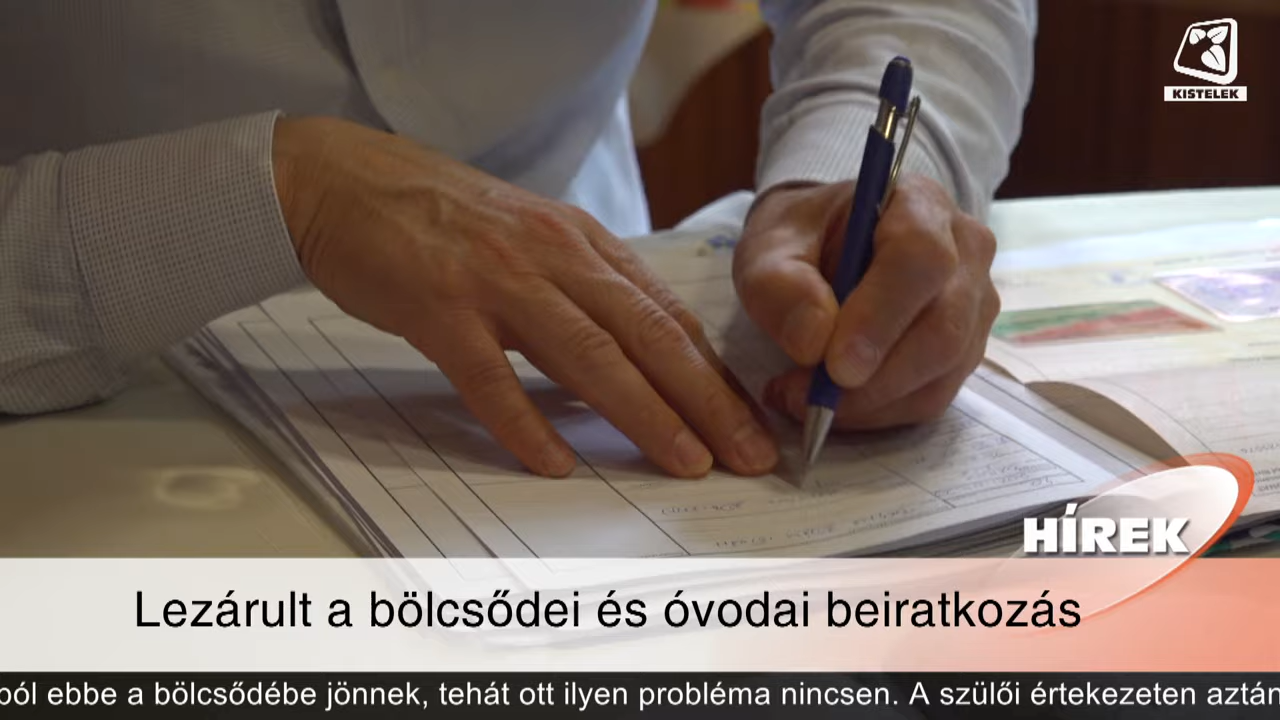 KISTELEK
HÍREK
Lezárult a bölcsődei és óvodai beiratkozás
ból ebbe a bölcsődébe jönnek, tehát ott ilyen probléma nincsen. A szülői értekezeten aztán